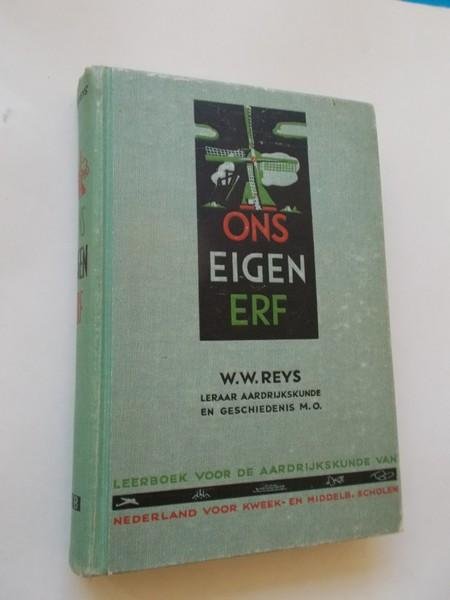 ONS
EIGEN
ERF
W.W. REYS
LERAAR AARDRIJKSKUNDE
EN GESCHIEDENIS M.O.
LEERBOEK VOOR DE AARDRIJKSKUNDE VAN
NEDERLAND VOOR KWEEK- EN MIDDELB. SCHOLEN